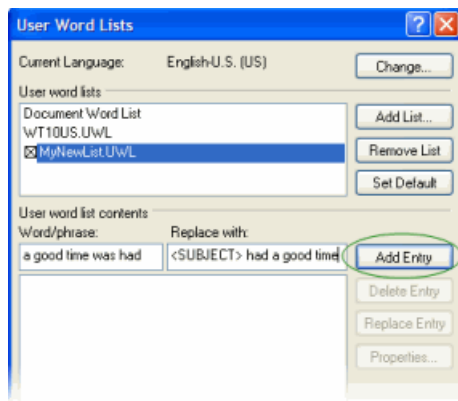 User Word Lists
Current Language: English-U.S. (US) Change...
User word lists
Document Word List
WT10US.UWL
MyNewList.UWL
Add List...
Remove List
Set Default
User word list contents
Word/phrase: Replace with:
a good time was had <SUBJECT> had a good time Add Entry
Delete Entry
Replace Entry
Properties...